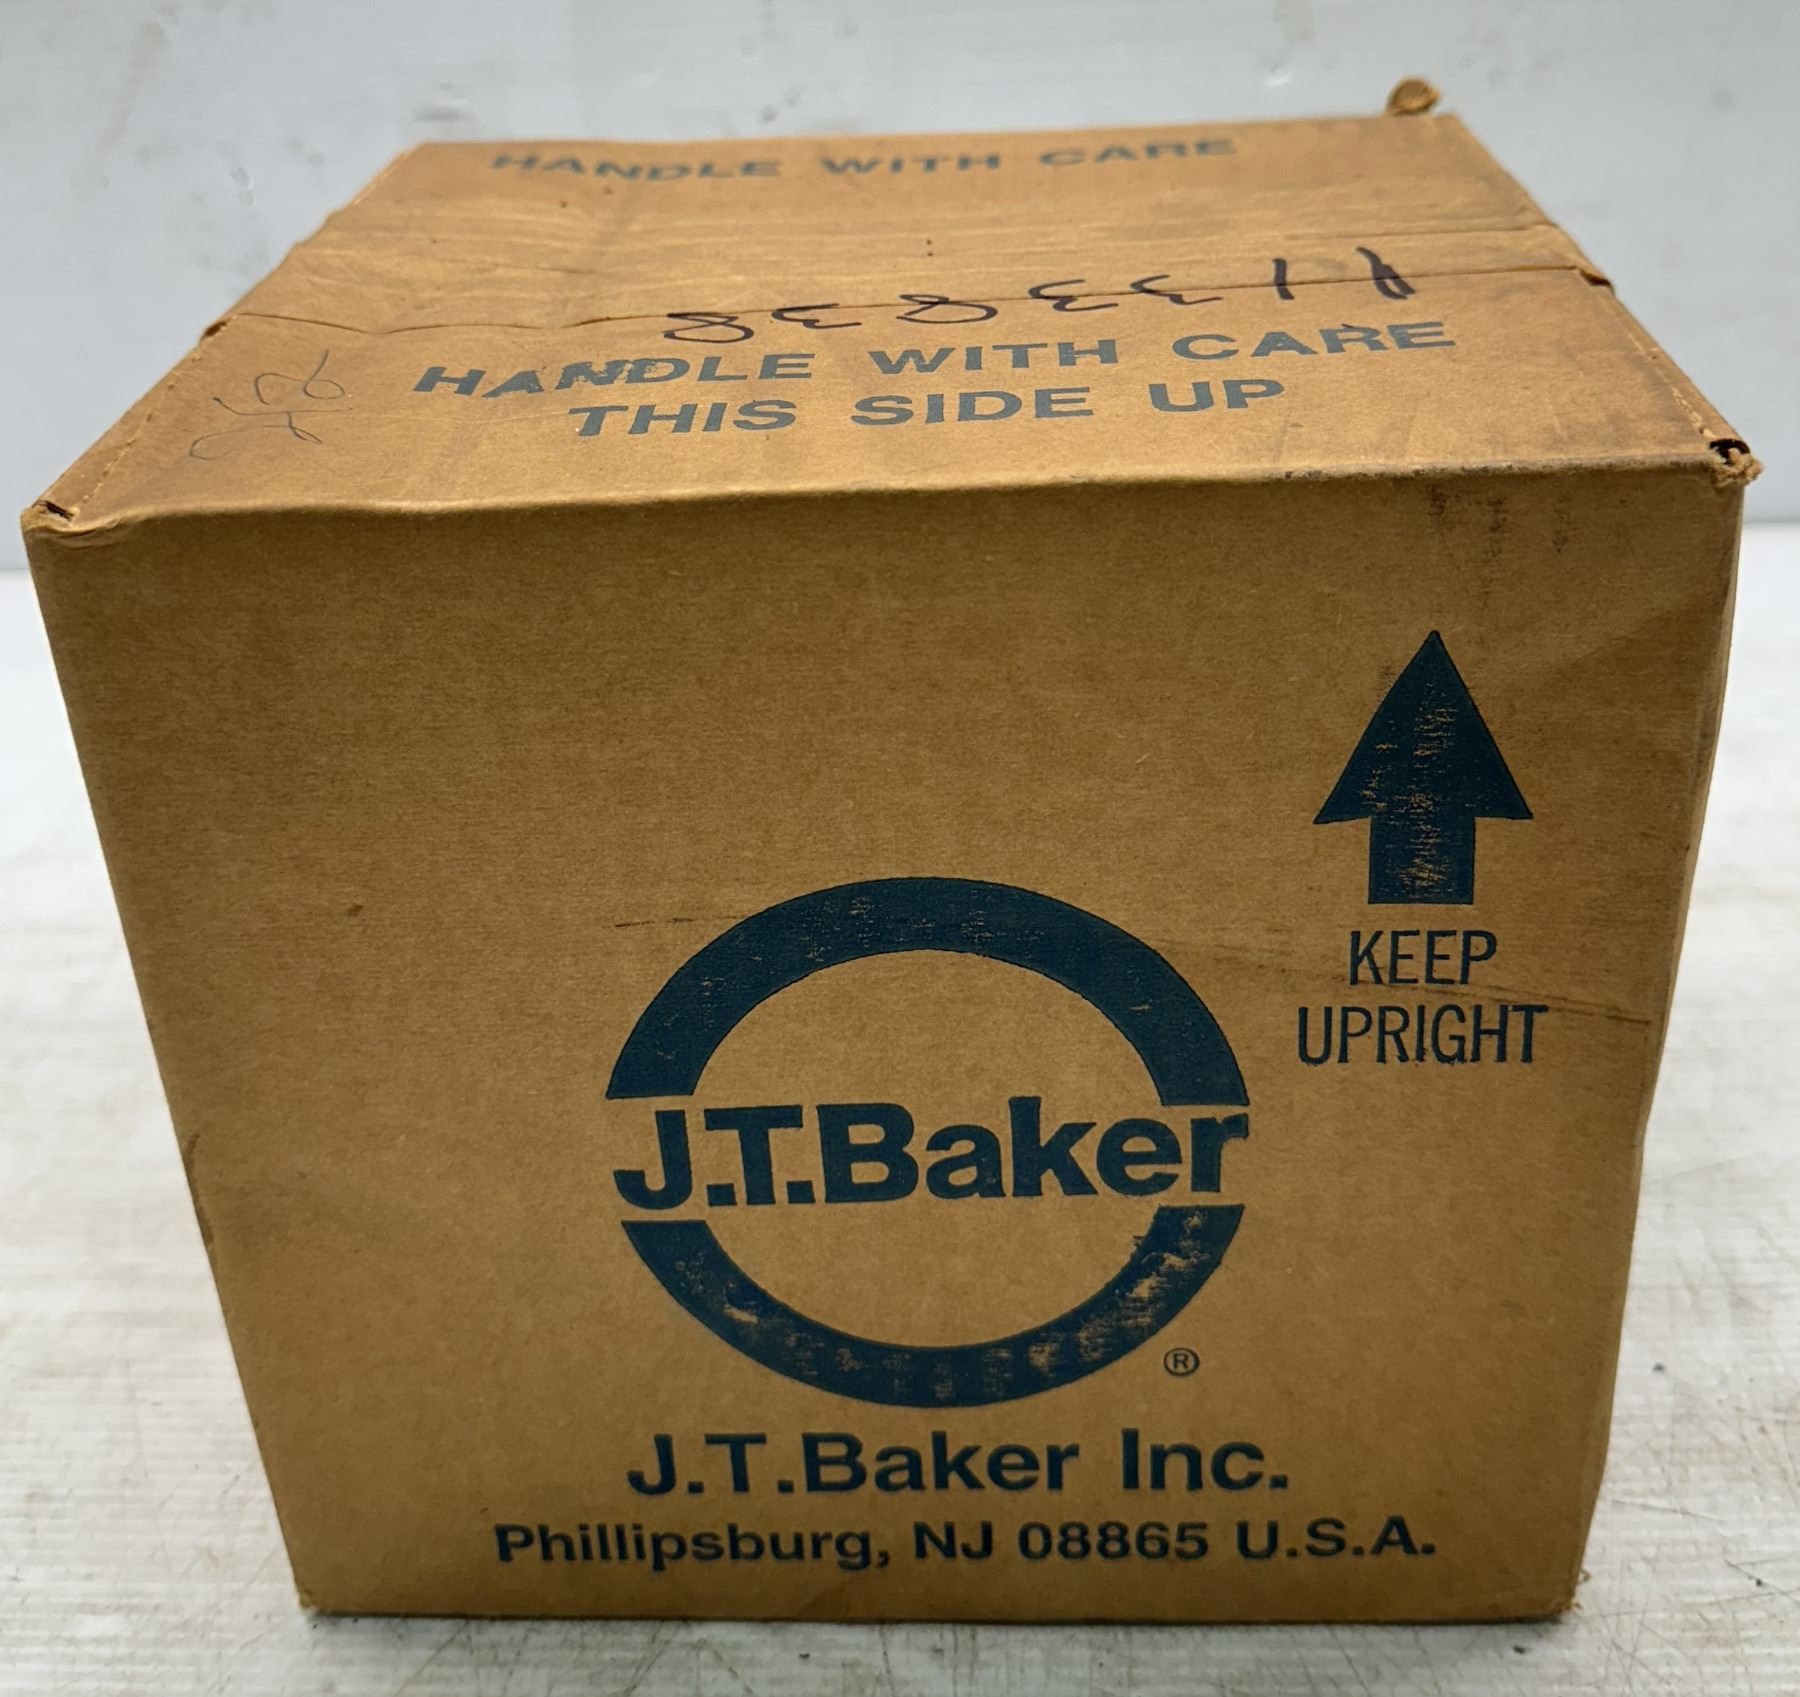 HANDLE WITH CARE
1133838
HANDLE WITH CARE
THIS SIDE UP
KEEP
UPRIGHT
J.T.Baker
®
J.T.Baker Inc.
Phillipsburg, NJ 08865 U.S.A.